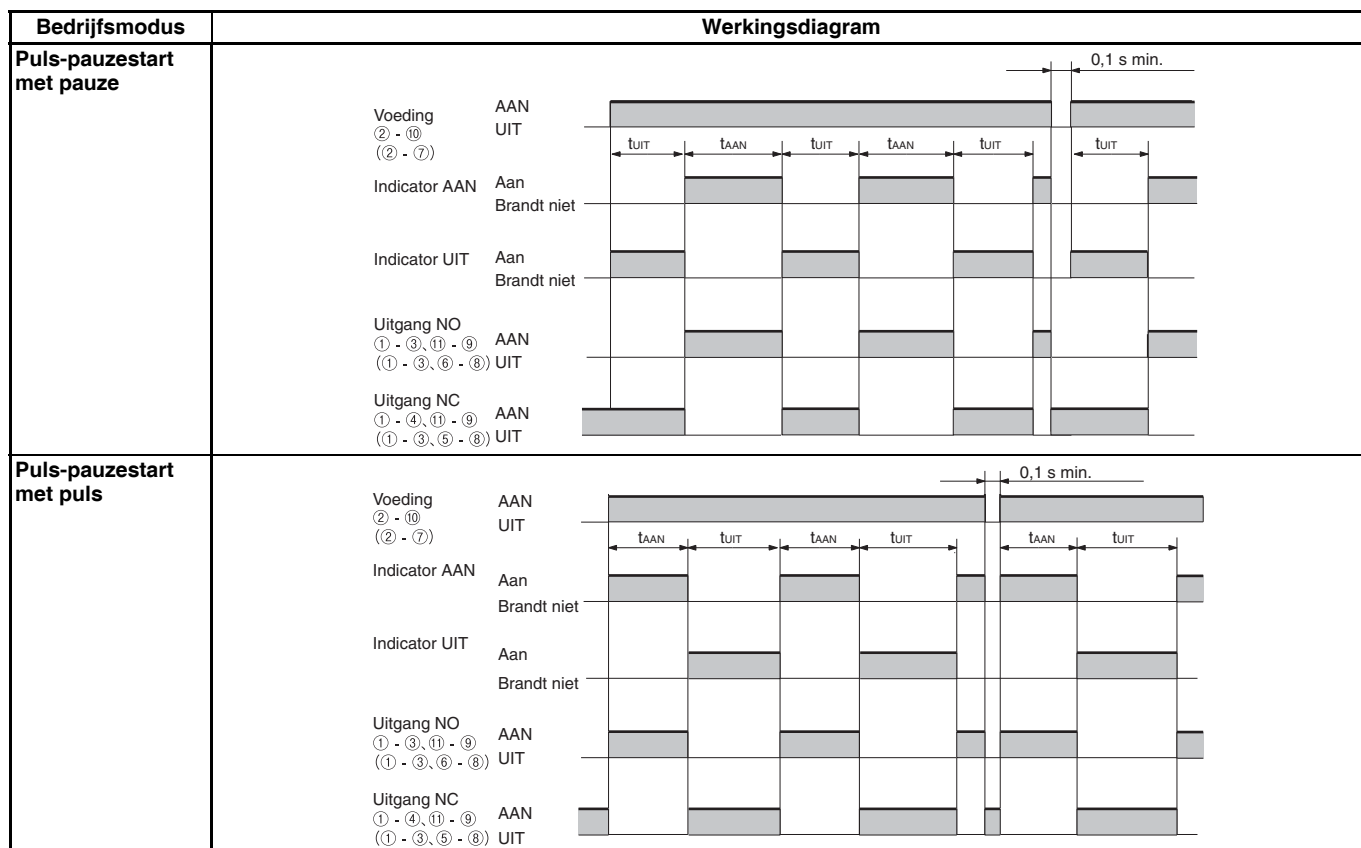 Bedrijfsmodus Werkingsdiagram
Puls-pauzestart
met pauze
0,1 s min.
Voeding
② - ⑩
(② - ⑦)
AAN
UIT
tUIT tAAN tUIT tAAN tUIT tUIT
Indicator AAN
Aan
Brandt niet
Indicator UIT
Aan
Brandt niet
Uitgang NO
① - ③、⑪ - ⑨
(① - ③、⑥ - ⑧)
AAN
UIT
Uitgang NC
① - ④、⑪ - ⑨
(① - ③、⑤ - ⑧)
AAN
UIT
Puls-pauzestart
met puls
0,1 s min.
Voeding
② - ⑩
(② - ⑦)
AAN
UIT
tAAN tUIT tAAN tUIT tAAN tUIT
Indicator AAN
Aan
Brandt niet
Indicator UIT
Aan
Brandt niet
Uitgang NO
① - ③、⑪ - ⑨
(① - ③、⑥ - ⑧)
AAN
UIT
Uitgang NC
① - ④、⑪ - ⑨
(① - ③、⑤ - ⑧)
AAN
UIT